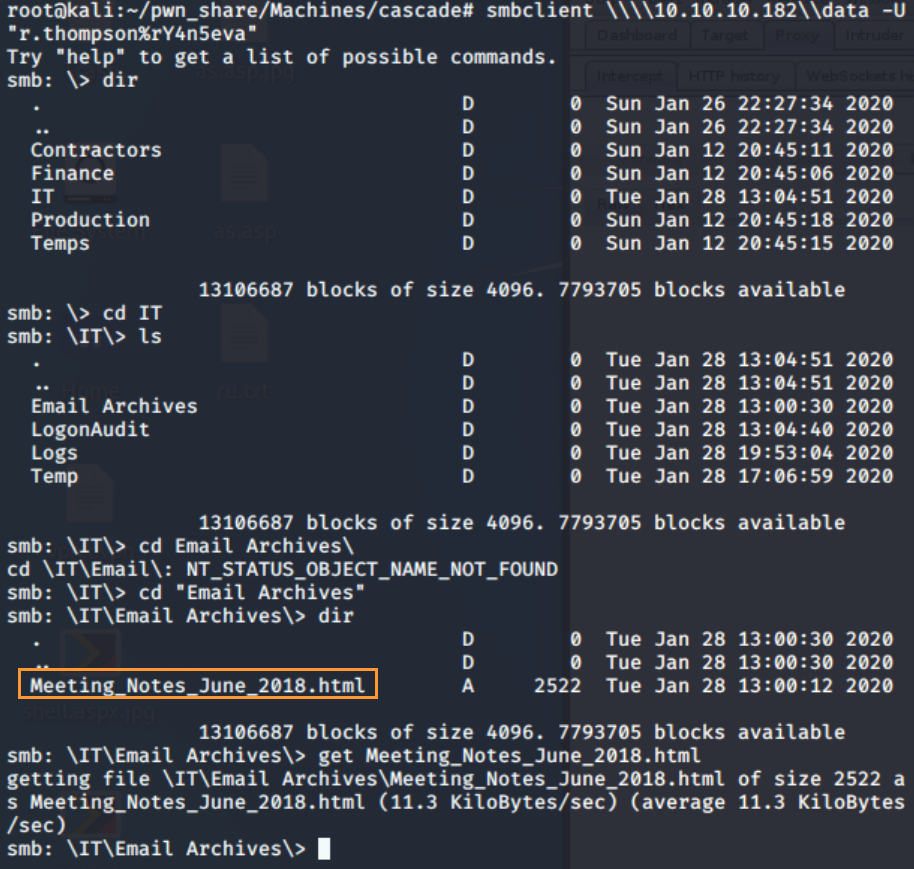 root@kali:~/pwn_share/Machines/cascade# smbclient \\\\10.10.10.182\\data -U
"r.thompson%rY4n5eva"
Try "help" to get a list of possible commands.
smb: \> dir
. D 0 Sun Jan 26 22:27:34 2020
.. D 0 Sun Jan 26 22:27:34 2020
Contractors D 0 Sun Jan 12 20:45:11 2020
Finance D 0 Sun Jan 12 20:45:06 2020
IT D 0 Tue Jan 28 13:04:51 2020
Production D 0 Sun Jan 12 20:45:18 2020
Temps D 0 Sun Jan 12 20:45:15 2020
13106687 blocks of size 4096. 7793705 blocks available
smb: \> cd IT
smb: \IT\> ls
. D 0 Tue Jan 28 13:04:51 2020
.. D 0 Tue Jan 28 13:04:51 2020
Email Archives D 0 Tue Jan 28 13:00:30 2020
LogonAudit D 0 Tue Jan 28 13:04:40 2020
Logs D 0 Tue Jan 28 19:53:04 2020
Temp D 0 Tue Jan 28 17:06:59 2020
13106687 blocks of size 4096. 7793705 blocks available
smb: \IT\> cd Email Archives\
cd \IT\Email\: NT_STATUS_OBJECT_NAME_NOT_FOUND
smb: \IT\> cd "Email Archives"
smb: \IT\Email Archives\> dir
. D 0 Tue Jan 28 13:00:30 2020
.. D 0 Tue Jan 28 13:00:30 2020
Meeting_Notes_June_2018.html A 2522 Tue Jan 28 13:00:12 2020
13106687 blocks of size 4096. 7793705 blocks available
smb: \IT\Email Archives\> get Meeting_Notes_June_2018.html
getting file \IT\Email Archives\Meeting_Notes_June_2018.html of size 2522 a
s Meeting_Notes_June_2018.html (11.3 KiloBytes/sec) (average 11.3 KiloBytes
/sec)
smb: \IT\Email Archives\>
Dashboard Target Proxy Intruder
Intercept HTTP history WebSockets hi
as.asp.jpg
as.asp
Home
ru.txt
shell.aspx.jpg